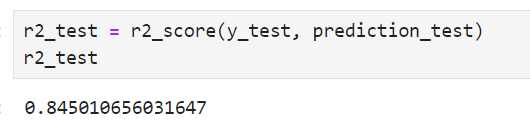 r2_test = r2_score(y_test, prediction_test)
r2_test
0.845010656031647